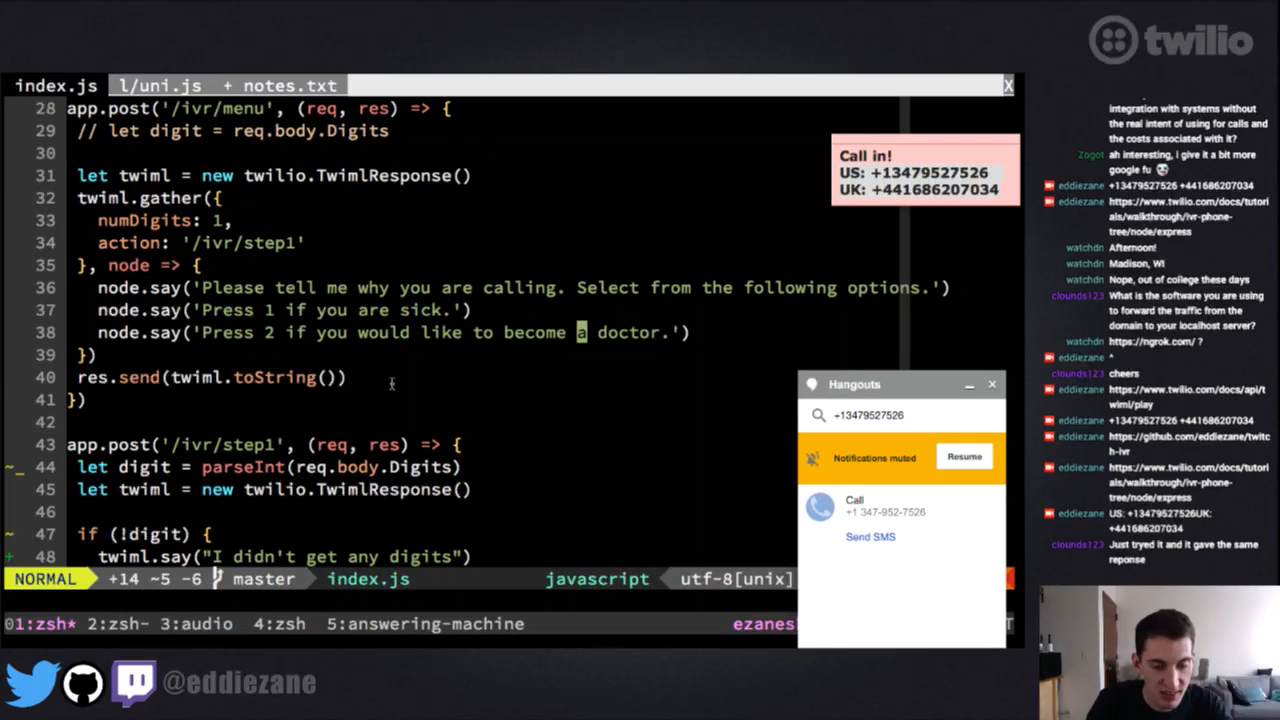 twilio
index.js l/uni.js + notes.txt X
28 app.post('/ivr/menu', (req, res) => {
29 // let digit = req.body.Digits
30
31 let twiml = new twilio.TwimlResponse()
32 twiml.gather({
33 numDigits: 1,
34 action: '/ivr/step1'
35 }, node => {
36 node.say('Please tell me why you are calling. Select from the following options.')
37 node.say('Press 1 if you are sick.')
38 node.say('Press 2 if you would like to become a doctor.')
39 })
40 res.send(twiml.toString())
41 })
42
43 app.post('/ivr/step1', (req, res) => {
~_ 44 let digit = parseInt(req.body.Digits)
45 let twiml = new twilio.TwimlResponse()
46
~ 47 if (!digit) {
+ 48 twiml.say("I didn't get any digits")
NORMAL +14 ~5 -6 master index.js javascript utf-8[unix]
01:zsh* 2:zsh- 3:audio 4:zsh 5:answering-machine ezanes T
Call in!
US: +13479527526
UK: +441686207034
Hangouts
+13479527526
Notifications muted Resume
Call
+1 347-952-7526
Send SMS
integration with systems without
the real intent of using for calls and
the costs associated with it?
Zogot ah interesting, i give it a bit more
google fu
eddiezane +13479527526 +441686207034
eddiezane https://www.twilio.com/docs/tutori
als/walkthrough/ivr-phone-
tree/node/express
watchdn Afternoon!
watchdn Madison, WI
watchdn Nope, out of college these days
clounds123 What is the software you are using
to forward the traffic from the
domain to your localhost server?
watchdn https://ngrok.com/ ?
eddiezane ^
clounds123 cheers
eddiezane https://www.twilio.com/docs/api/
twiml/play
eddiezane +13479527526 +441686207034
eddiezane https://github.com/eddiezane/twitc
h-ivr
eddiezane https://www.twilio.com/docs/tutori
als/walkthrough/ivr-phone-
tree/node/express
eddiezane US: +13479527526UK:
+441686207034
clounds123 Just tryed it and it gave the same
reponse
@eddiezane